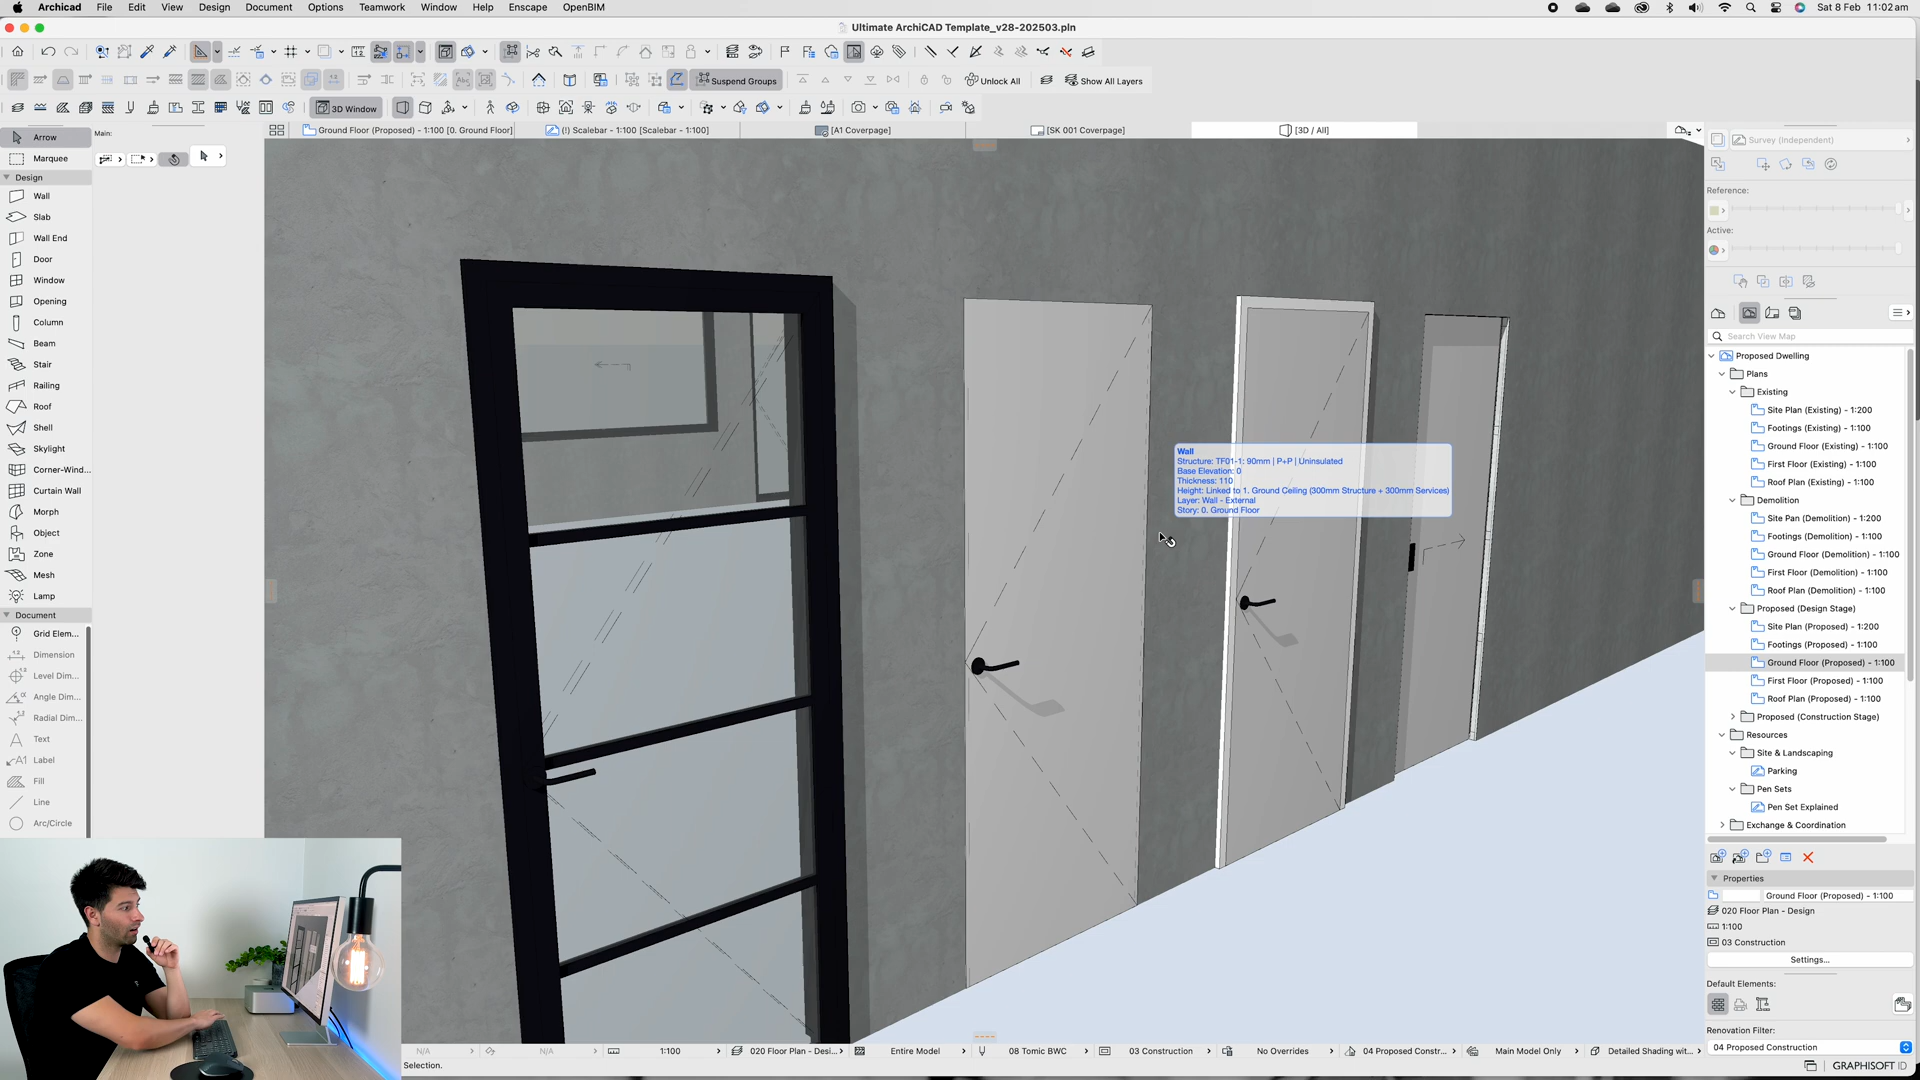 Archicad File Edit View Design Document Options Teamwork Window Help Enscape OpenBIM
Sat 8 Feb 11:02 am
Ultimate ArchiCAD Template_v28-202503.pln
Suspend Groups
Unlock All
Show All Layers
3D Window
Ground Floor (Proposed) - 1:100 [0. Ground Floor]
(!) Scalebar - 1:100 [Scalebar - 1:100]
[A1 Coverpage]
[SK 001 Coverpage]
[3D / All]
Main:
Arrow
Marquee
Design
Wall
Slab
Wall End
Door
Window
Opening
Column
Beam
Stair
Railing
Roof
Shell
Skylight
Corner-Wind...
Curtain Wall
Morph
Object
Zone
Mesh
Lamp
Document
Grid Elem...
Dimension
Level Dim...
Angle Dim...
Radial Dim...
Text
Label
Fill
Line
Arc/Circle
Wall
Structure: TF01-1: 90mm | P+P | Uninsulated
Base Elevation: 0
Thickness: 110
Height: Linked to 1. Ground Ceiling (300mm Structure + 300mm Services)
Layer: Wall - External
Story: 0. Ground Floor
Survey (Independent)
Reference:
Active:
Search View Map
Proposed Dwelling
Plans
Existing
Site Plan (Existing) - 1:200
Footings (Existing) - 1:100
Ground Floor (Existing) - 1:100
First Floor (Existing) - 1:100
Roof Plan (Existing) - 1:100
Demolition
Site Pan (Demolition) - 1:200
Footings (Demolition) - 1:100
Ground Floor (Demolition) - 1:100
First Floor (Demolition) - 1:100
Roof Plan (Demolition) - 1:100
Proposed (Design Stage)
Site Plan (Proposed) - 1:200
Footings (Proposed) - 1:100
Ground Floor (Proposed) - 1:100
First Floor (Proposed) - 1:100
Roof Plan (Proposed) - 1:100
Proposed (Construction Stage)
Resources
Site & Landscaping
Parking
Pen Sets
Pen Set Explained
Exchange & Coordination
Properties
Ground Floor (Proposed) - 1:100
020 Floor Plan - Design
1:100
03 Construction
Settings...
Default Elements:
Renovation Filter:
04 Proposed Construction
N/A
N/A
1:100
020 Floor Plan - Desi...
Entire Model
08 Tomic BWC
03 Construction
No Overrides
04 Proposed Constr...
Main Model Only
Detailed Shading wit...
Selection.
GRAPHISOFT ID